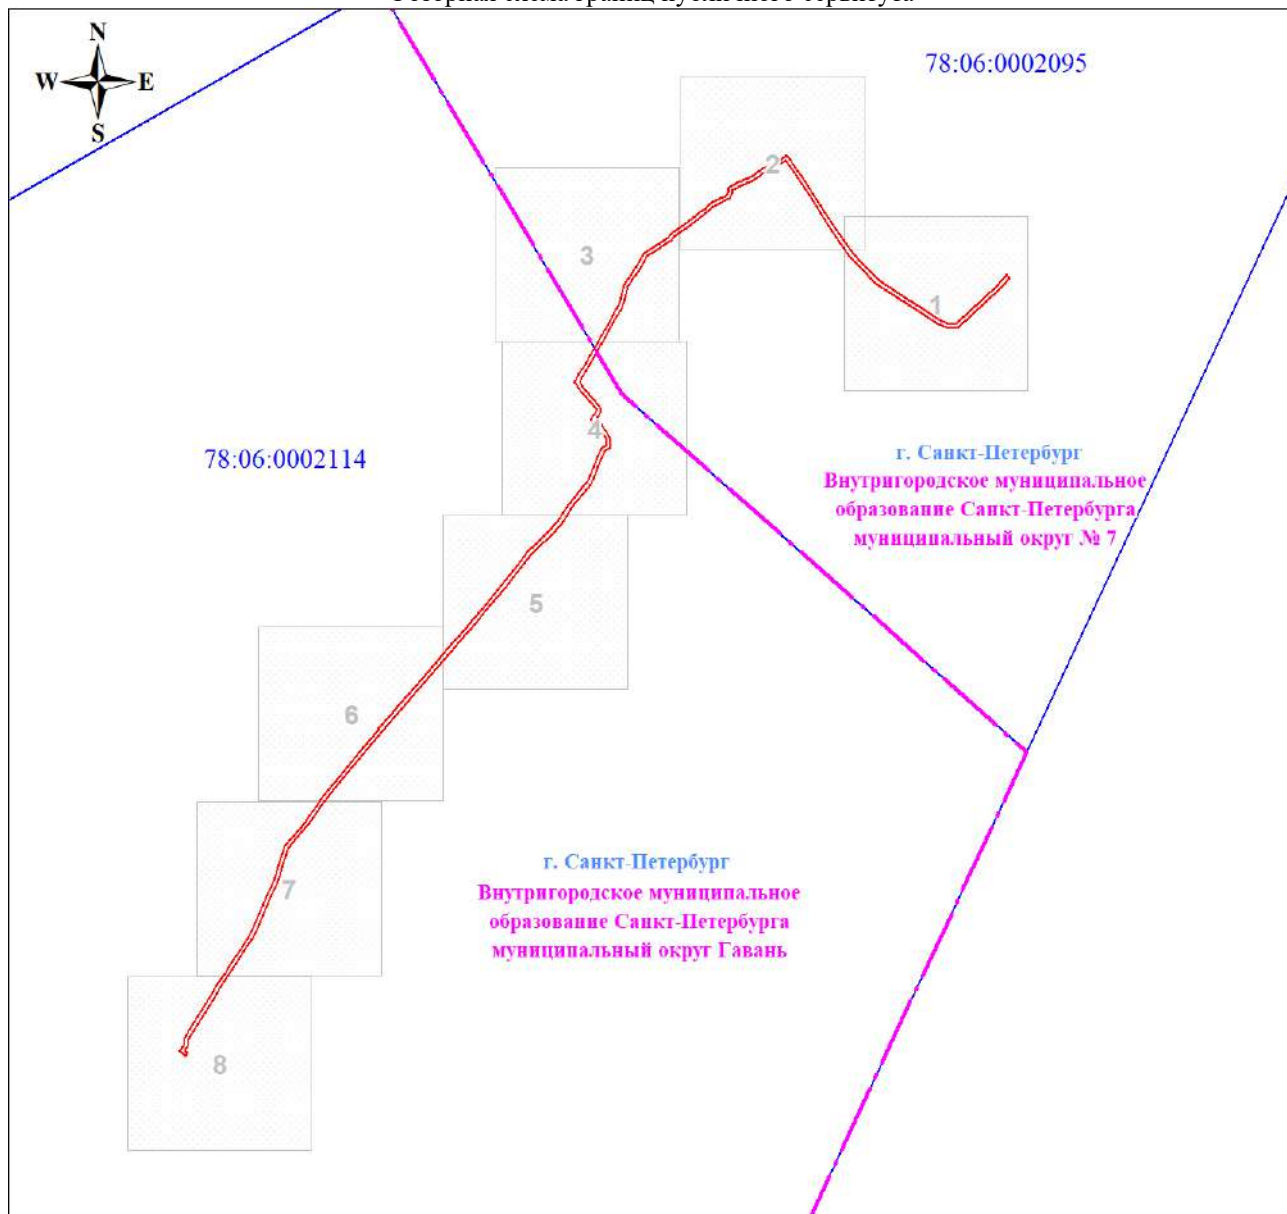 N
W E
S
78:06:0002095
2
3
1
4
78:06:0002114
г. Санкт-Петербург
Внутригородское муниципальное
образование Санкт-Петербурга
муниципальный округ № 7
5
6
г. Санкт-Петербург
Внутригородское муниципальное
образование Санкт-Петербурга
муниципальный округ Гавань
7
8